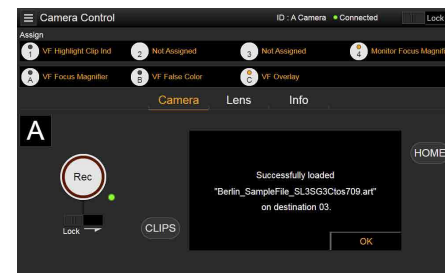 Camera Control
ID : A Camera
Connected
Lock
Assign
1 VF Highlight Clip Ind
2 Not Assigned
3 Not Assigned
4 Monitor Focus Magnifi
A VF Focus Magnifier
B VF False Color
C VF Overlay
Camera Lens Info
A
HOME
Rec
Successfully loaded
"Berlin_SampleFile_SL3SG3Ctos709.art"
on destination 03.
Lock
CLIPS
OK